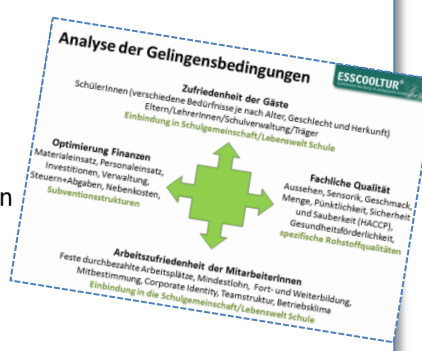 Analyse der Gelingensbedingungen
ESSCOOLTUR
Zufriedenheit der Gäste
SchülerInnen (verschiedene Bedürfnisse je nach Alter, Geschlecht und Herkunft)
Eltern/LehrerInnen/Schulverwaltung/Träger
Einbindung in Schulgemeinschaft/Lebenswelt Schule
Optimierung Finanzen
Materialeinsatz, Personaleinsatz,
Investitionen, Verwaltung,
Steuern+Abgaben, Nebenkosten,
Subventionsstrukturen
Fachliche Qualität
Aussehen, Sensorik, Geschmack,
Menge, Pünktlichkeit, Sicherheit
und Sauberkeit (HACCP),
Gesundheitsförderlichkeit,
spezifische Rohstoffqualitäten
n
Arbeitszufriedenheit der MitarbeiterInnen
Feste durchbezahlte Arbeitsplätze, Mindestlohn, Fort- und Weiterbildung,
Mitbestimmung, Corporate Identity, Teamstruktur, Betriebsklima
Einbindung in die Schulgemeinschaft/Lebenswelt Schule